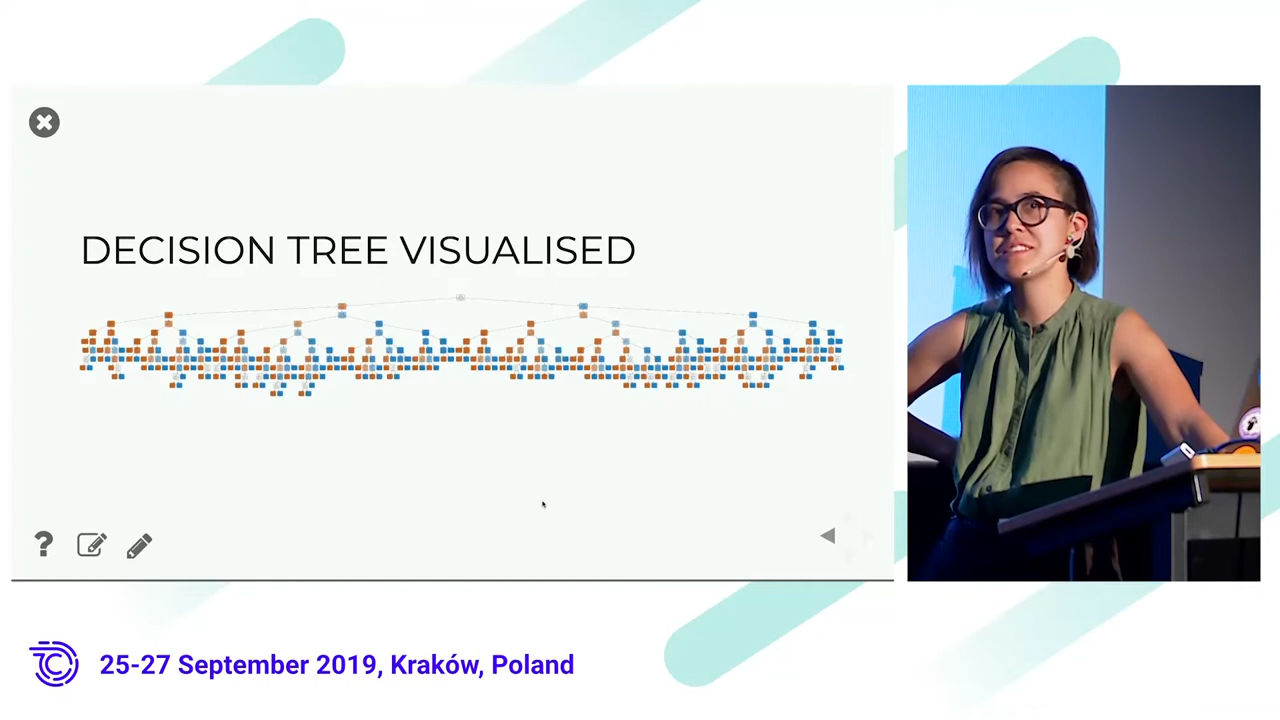 DECISION TREE VISUALISED
25-27 September 2019, Kraków, Poland